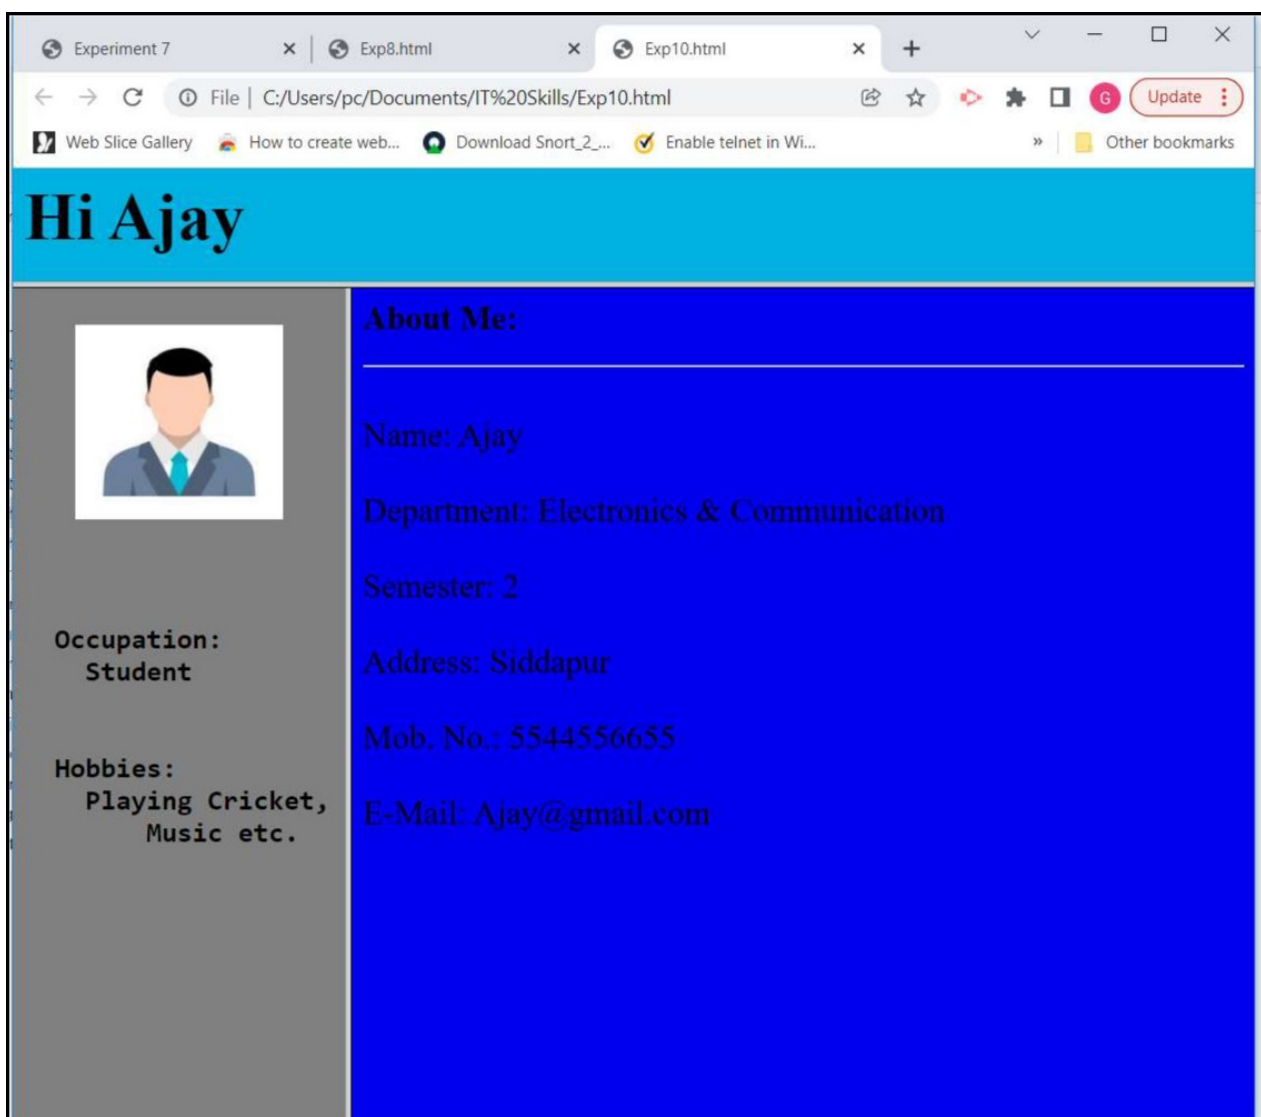 Experiment 7
Exp8.html
Exp10.html
File | C:/Users/pc/Documents/IT%20Skills/Exp10.html
G
Update
Web Slice Gallery
How to create web...
Download Snort_2_...
Enable telnet in Wi...
»
Other bookmarks
Hi Ajay
Occupation:
Student
Hobbies:
Playing Cricket,
Music etc.
About Me:
Name: Ajay
Department: Electronics & Communication
Semester: 2
Address: Siddapur
Mob. No.: 5544556655
E-Mail: Ajay@gmail.com